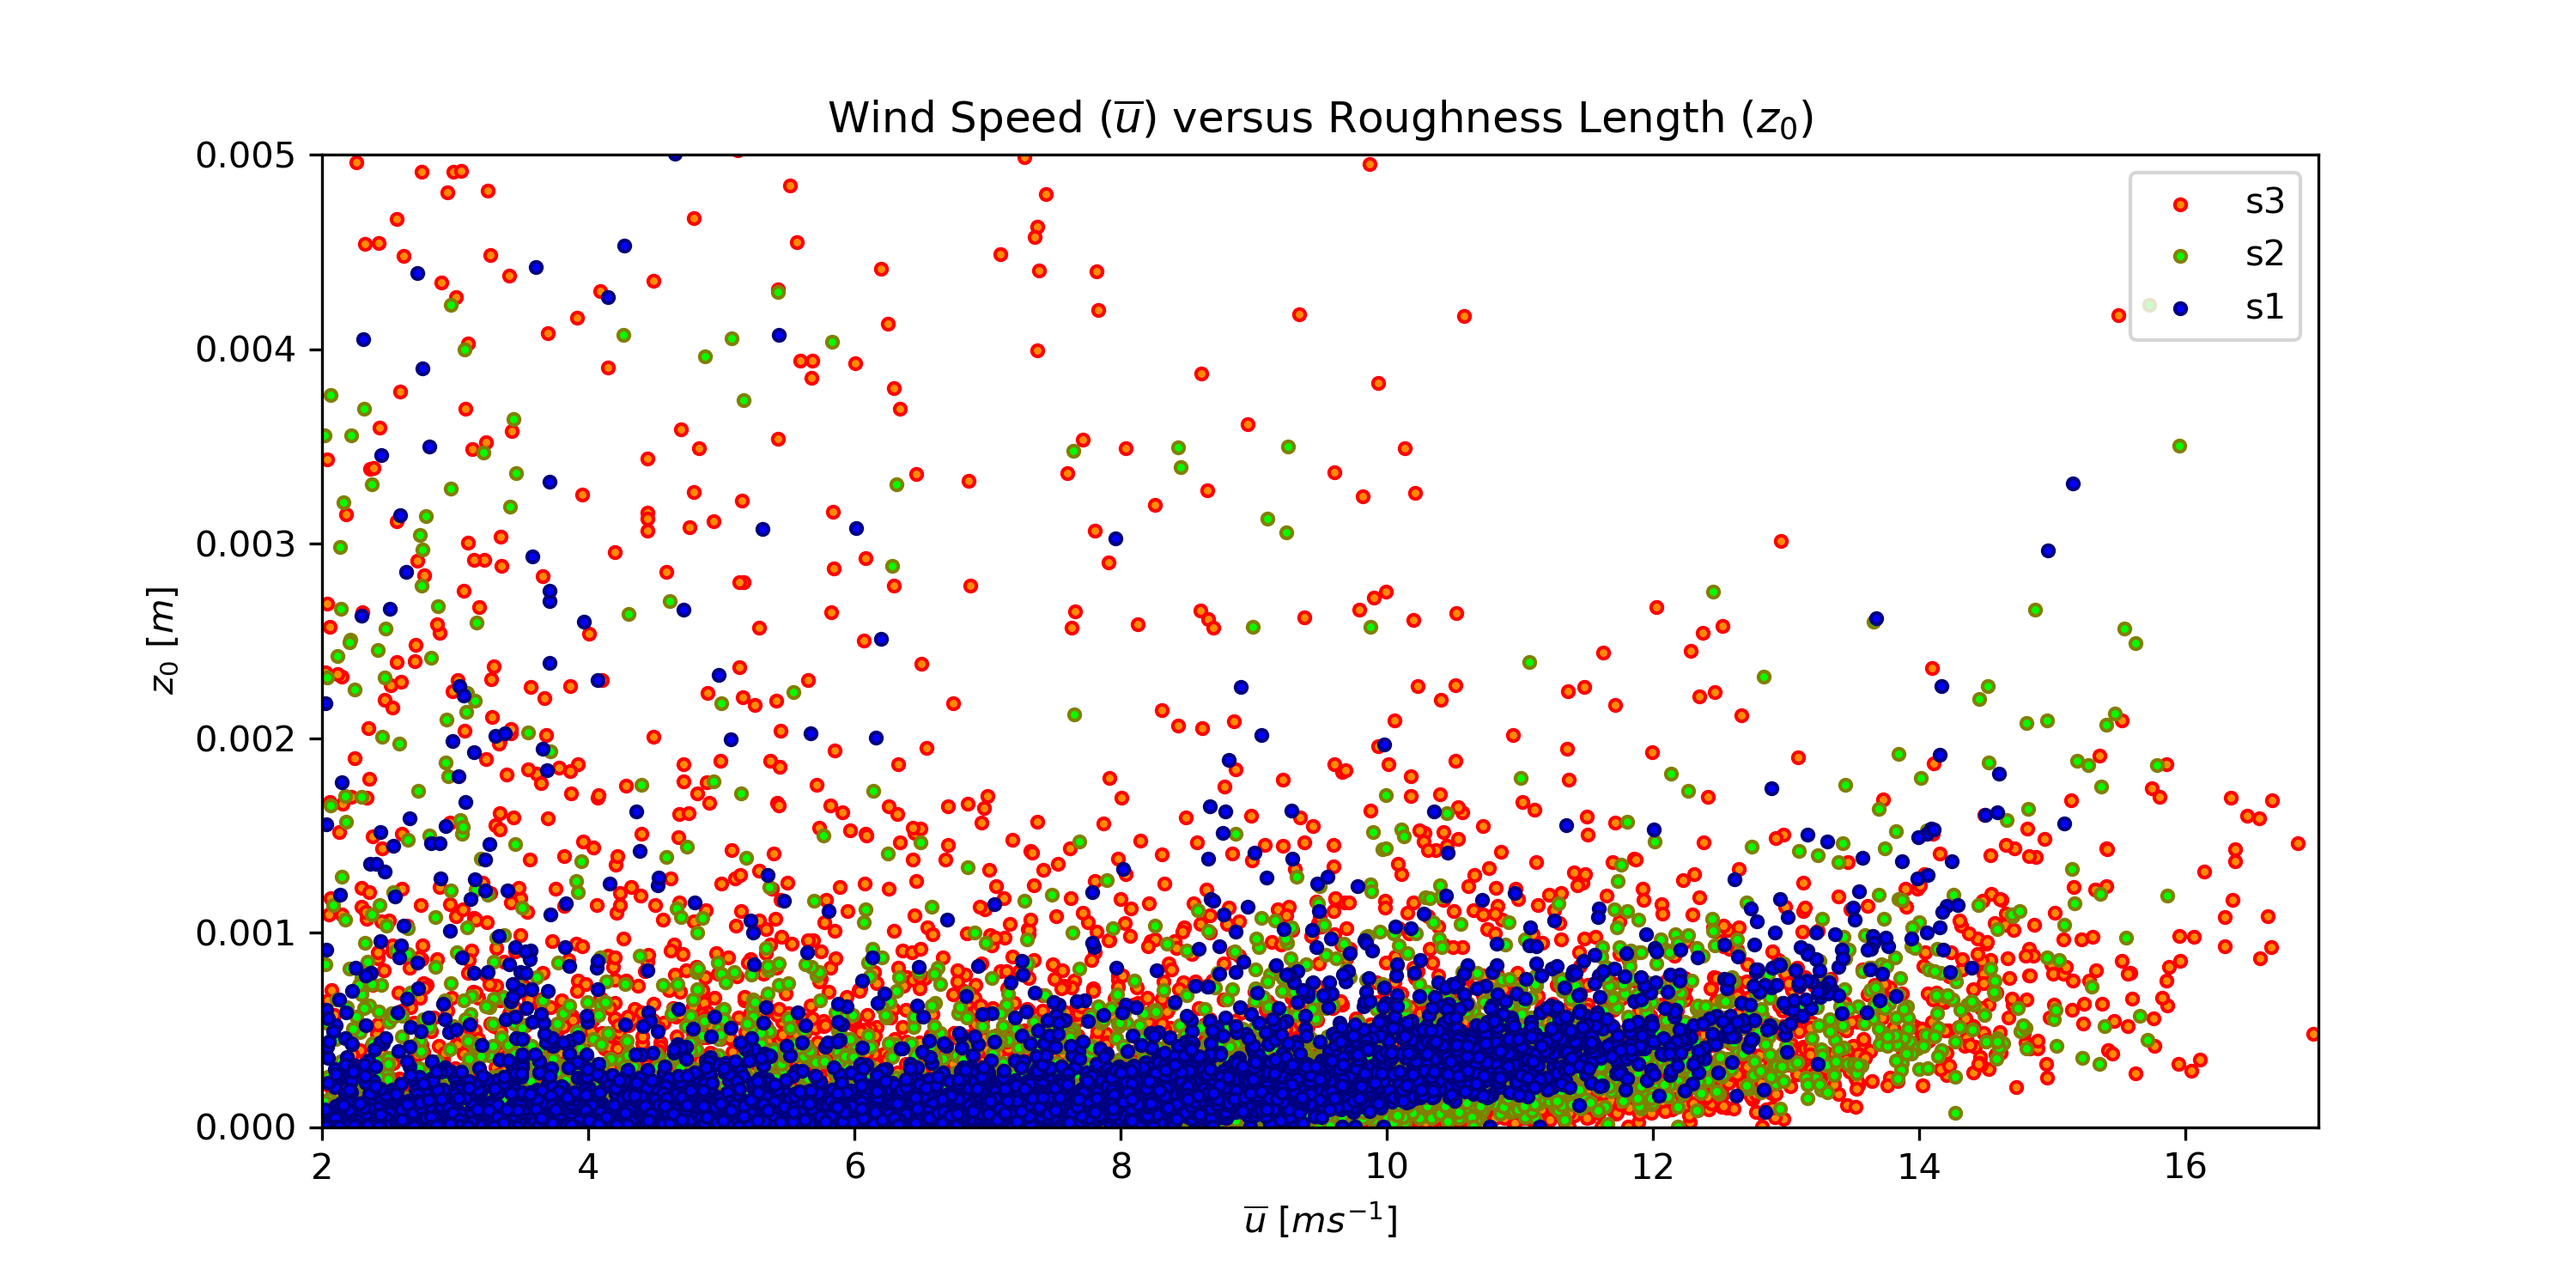 Wind Speed (u̅) versus Roughness Length (z₀)
0.005
0.004
0.003
0.002
0.001
0.000
z₀ [m]
s3
s2
s1
2 4 6 8 10 12 14 16
u̅ [ms⁻¹]